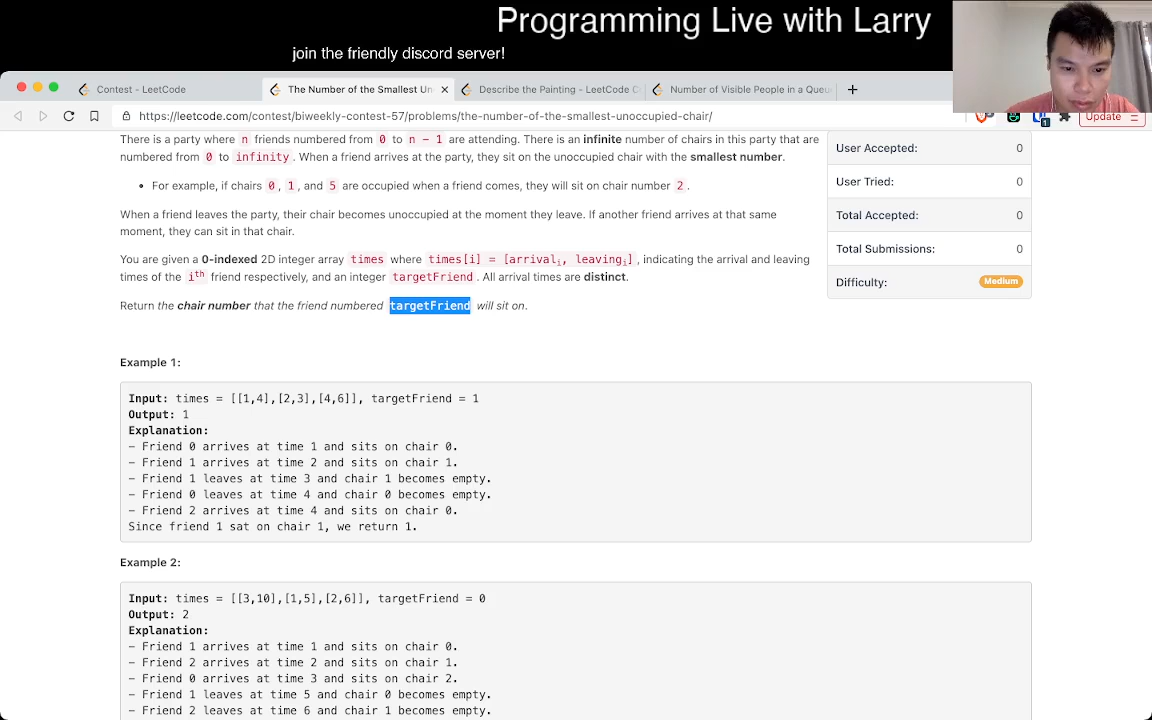 Programming Live with Larry
join the friendly discord server!
Contest - LeetCode
The Number of the Smallest Un
Describe the Painting - LeetCode C
Number of Visible People in a Queu
https://leetcode.com/contest/biweekly-contest-57/problems/the-number-of-the-smallest-unoccupied-chair/
Update
There is a party where n friends numbered from 0 to n - 1 are attending. There is an infinite number of chairs in this party that are
numbered from 0 to infinity. When a friend arrives at the party, they sit on the unoccupied chair with the smallest number.
• For example, if chairs 0, 1, and 5 are occupied when a friend comes, they will sit on chair number 2.
When a friend leaves the party, their chair becomes unoccupied at the moment they leave. If another friend arrives at that same
moment, they can sit in that chair.
You are given a 0-indexed 2D integer array times where times[i] = [arrivali, leavingi], indicating the arrival and leaving
times of the ith friend respectively, and an integer targetFriend. All arrival times are distinct.
Return the chair number that the friend numbered targetFriend will sit on.
User Accepted: 0
User Tried: 0
Total Accepted: 0
Total Submissions: 0
Difficulty: Medium
Example 1:
Input: times = [[1,4],[2,3],[4,6]], targetFriend = 1
Output: 1
Explanation:
- Friend 0 arrives at time 1 and sits on chair 0.
- Friend 1 arrives at time 2 and sits on chair 1.
- Friend 1 leaves at time 3 and chair 1 becomes empty.
- Friend 0 leaves at time 4 and chair 0 becomes empty.
- Friend 2 arrives at time 4 and sits on chair 0.
Since friend 1 sat on chair 1, we return 1.
Example 2:
Input: times = [[3,10],[1,5],[2,6]], targetFriend = 0
Output: 2
Explanation:
- Friend 1 arrives at time 1 and sits on chair 0.
- Friend 2 arrives at time 2 and sits on chair 1.
- Friend 0 arrives at time 3 and sits on chair 2.
- Friend 1 leaves at time 5 and chair 0 becomes empty.
- Friend 2 leaves at time 6 and chair 1 becomes empty.